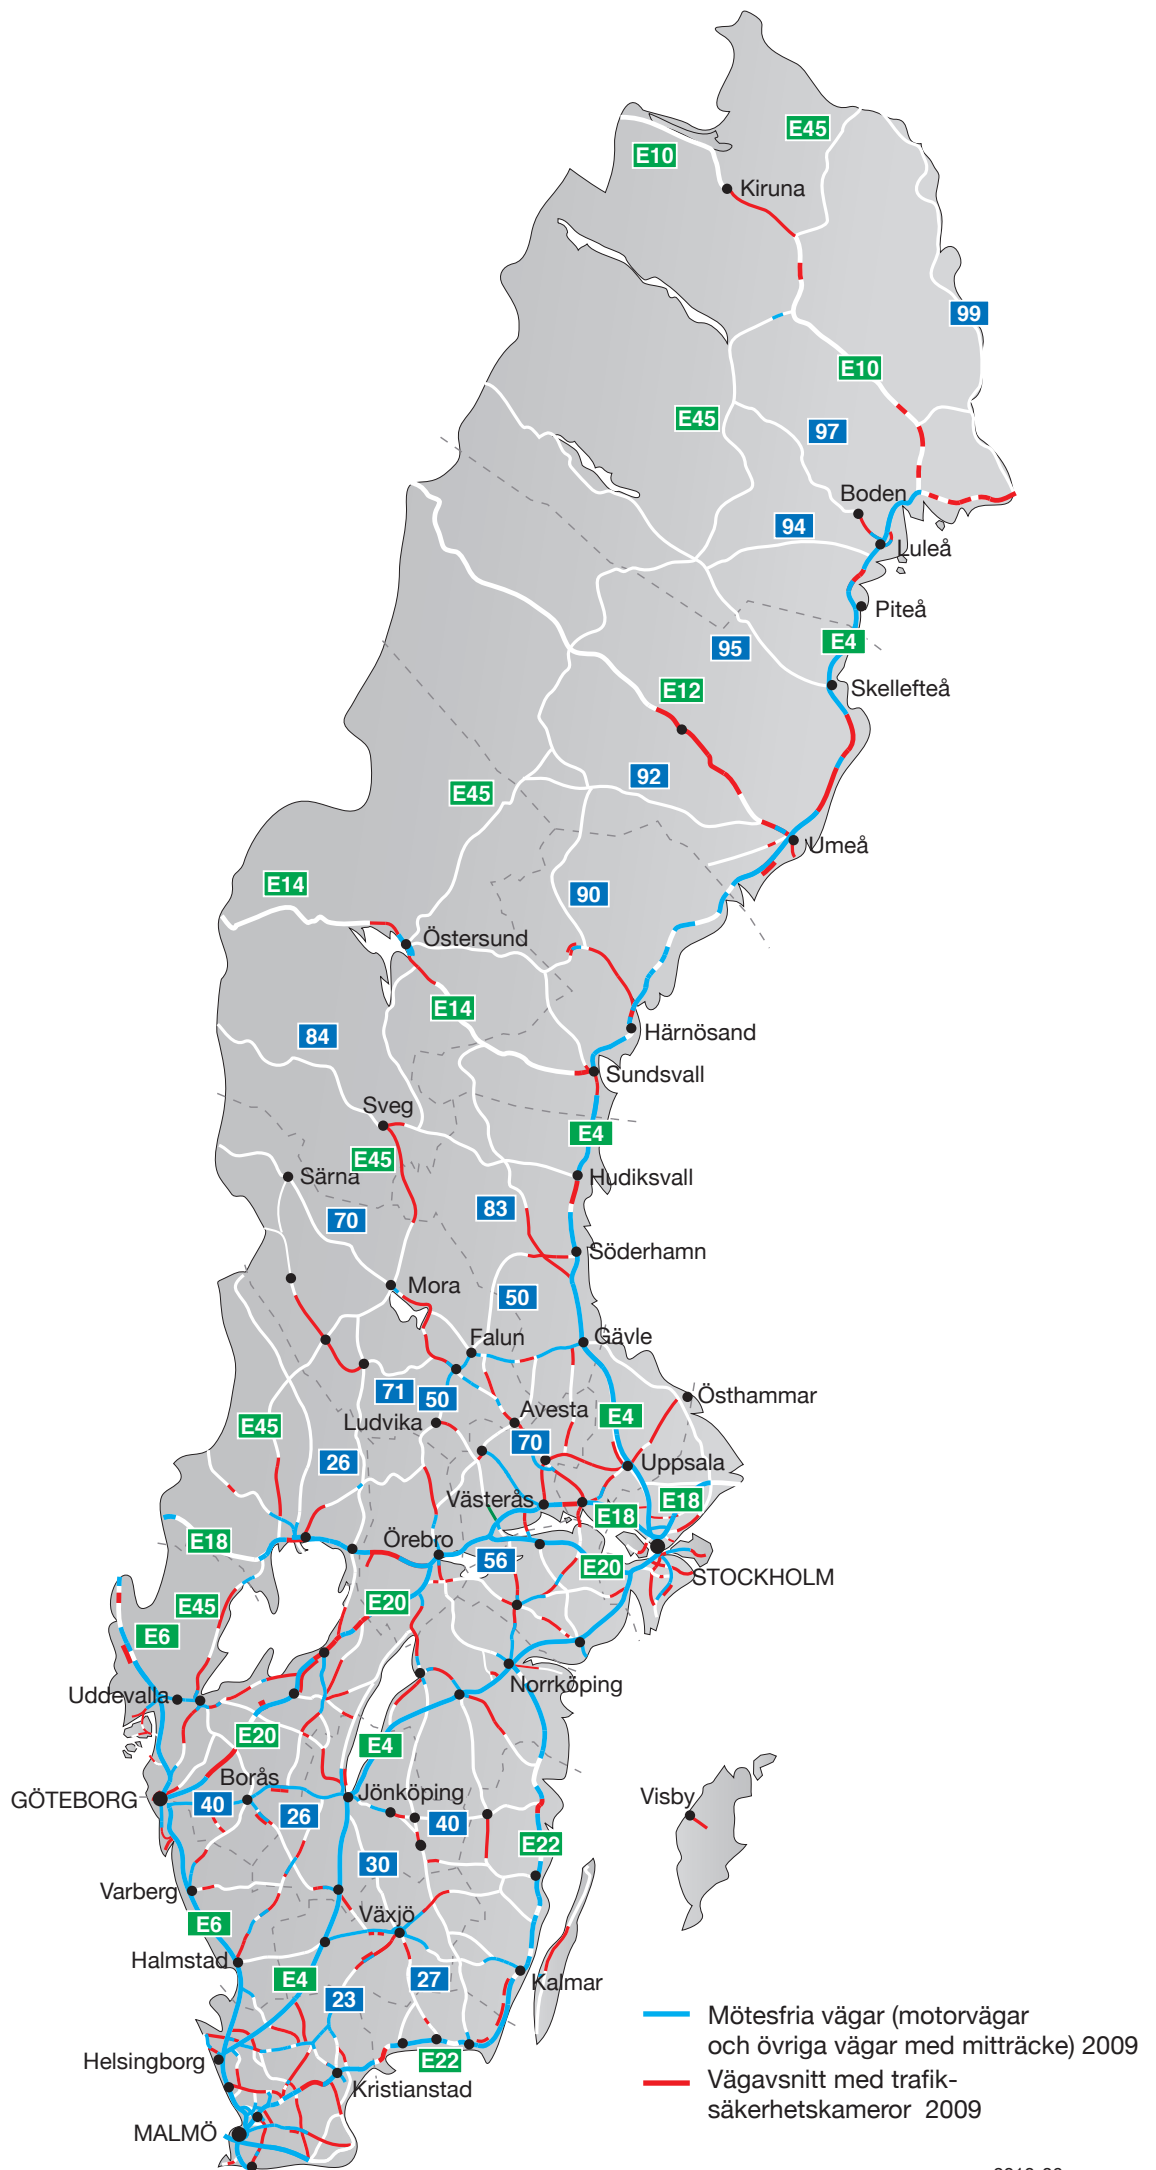 E45
E10
Kiruna
99
E10
E45
97
Boden
94
Luleå
Piteå
E4
95
Skellefteå
E12
92
E45
Umeå
E14
90
Östersund
E14
84
Härnösand
Sundsvall
Sveg
E4
E45
Särna
Hudiksvall
83
70
Söderhamn
Mora
50
Falun
Gävle
71
50
Östhammar
Avesta
E4
Ludvika
E45
70
26
Uppsala
Västerås
E18
E18
E18
Örebro
56
E20
STOCKHOLM
E20
E45
E6
Norrköping
Uddevalla
E20
E4
Borås
Jönköping
GÖTEBORG
40
26
40
Visby
E22
30
Varberg
Växjö
E6
Halmstad
E4
27
Kalmar
23
Helsingborg
E22
Kristianstad
MALMÖ
Mötesfria vägar (motorvägar
och övriga vägar med mitträcke) 2009
Vägavsnitt med trafik-
säkerhetskameror 2009